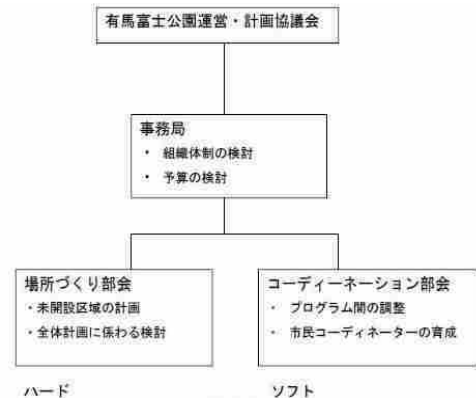 有馬富士公園運営・計画協議会
事務局
・ 組織体制の検討
・ 予算の検討
場所づくり部会
・未開設区域の計画
・全体計画に係わる検討
コーディーネーション部会
・ プログラム間の調整
・ 市民コーディネーターの育成
ハード
ソフト